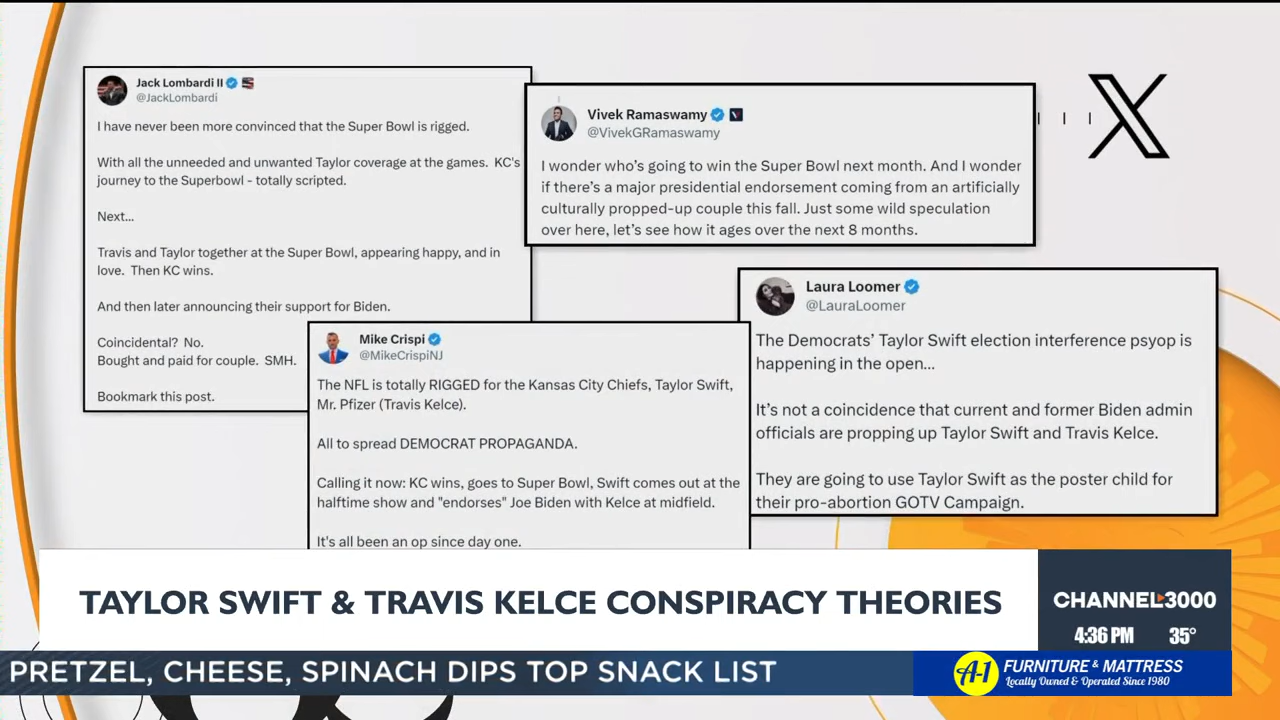 Jack Lombardi II
@JackLombardi
I have never been more convinced that the Super Bowl is rigged.
With all the unneeded and unwanted Taylor coverage at the games.  KC's
journey to the Superbowl - totally scripted.
Next...
Travis and Taylor together at the Super Bowl, appearing happy, and in
love.  Then KC wins.
And then later announcing their support for Biden.
Coincidental?  No.
Bought and paid for couple.  SMH.
Bookmark this post.
Vivek Ramaswamy
@VivekGRamaswamy
I wonder who's going to win the Super Bowl next month. And I wonder
if there's a major presidential endorsement coming from an artificially
culturally propped-up couple this fall. Just some wild speculation
over here, let's see how it ages over the next 8 months.
X
Mike Crispi
@MikeCrispiNJ
The NFL is totally RIGGED for the Kansas City Chiefs, Taylor Swift,
Mr. Pfizer (Travis Kelce).
All to spread DEMOCRAT PROPAGANDA.
Calling it now: KC wins, goes to Super Bowl, Swift comes out at the
halftime show and "endorses" Joe Biden with Kelce at midfield.
It's all been an op since day one.
Laura Loomer
@LauraLoomer
The Democrats' Taylor Swift election interference psyop is
happening in the open...
It's not a coincidence that current and former Biden admin
officials are propping up Taylor Swift and Travis Kelce.
They are going to use Taylor Swift as the poster child for
their pro-abortion GOTV Campaign.
TAYLOR SWIFT & TRAVIS KELCE CONSPIRACY THEORIES
CHANNEL3000
4:36 PM 35°
PRETZEL, CHEESE, SPINACH DIPS TOP SNACK LIST
A-1
FURNITURE & MATTRESS
Locally Owned & Operated Since 1980